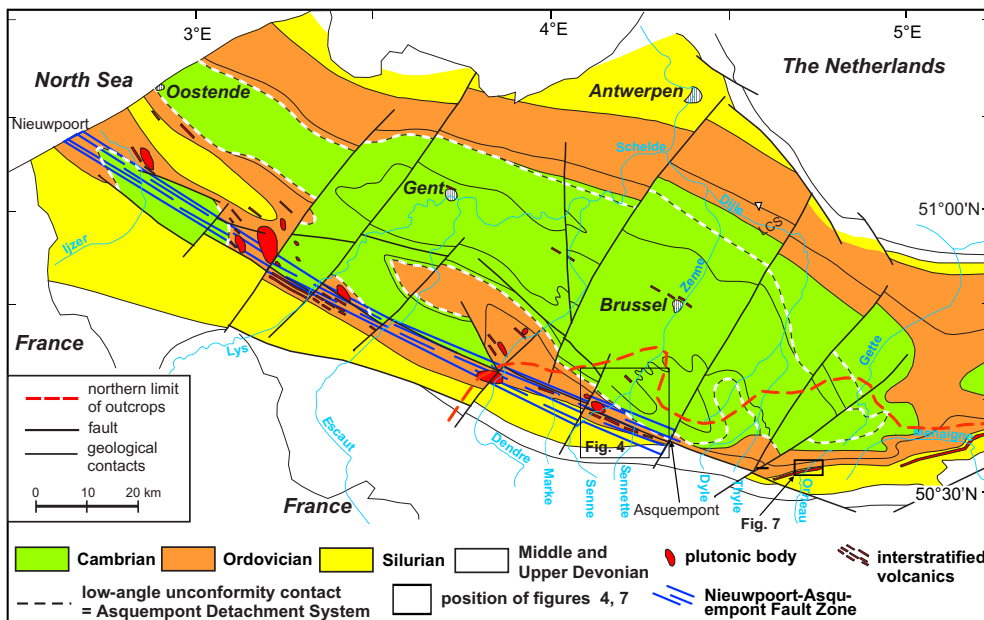 3°E
4°E
5°E
North Sea
The Netherlands
Oostende
Antwerpen
Nieuwpoort
Schelde
Gent
Dijle
51°00'N
LCS
Ijzer
Zenne
Brussel
France
Lys
Gette
northern limit
of outcrops
fault
geological
contacts
0 10 20 km
Escaut
Dendre
Fig. 4
Marke
Senne
Sennette
Dyle
Thyle
Orneau
Asquempont
50°30'N
France
Fig. 7
Cambrian
Ordovician
Silurian
Middle and
Upper Devonian
plutonic body
interstratified
volcanics
low-angle unconformity contact
= Asquempont Detachment System
position of figures 4, 7
Nieuwpoort-Asqu-
empont Fault Zone